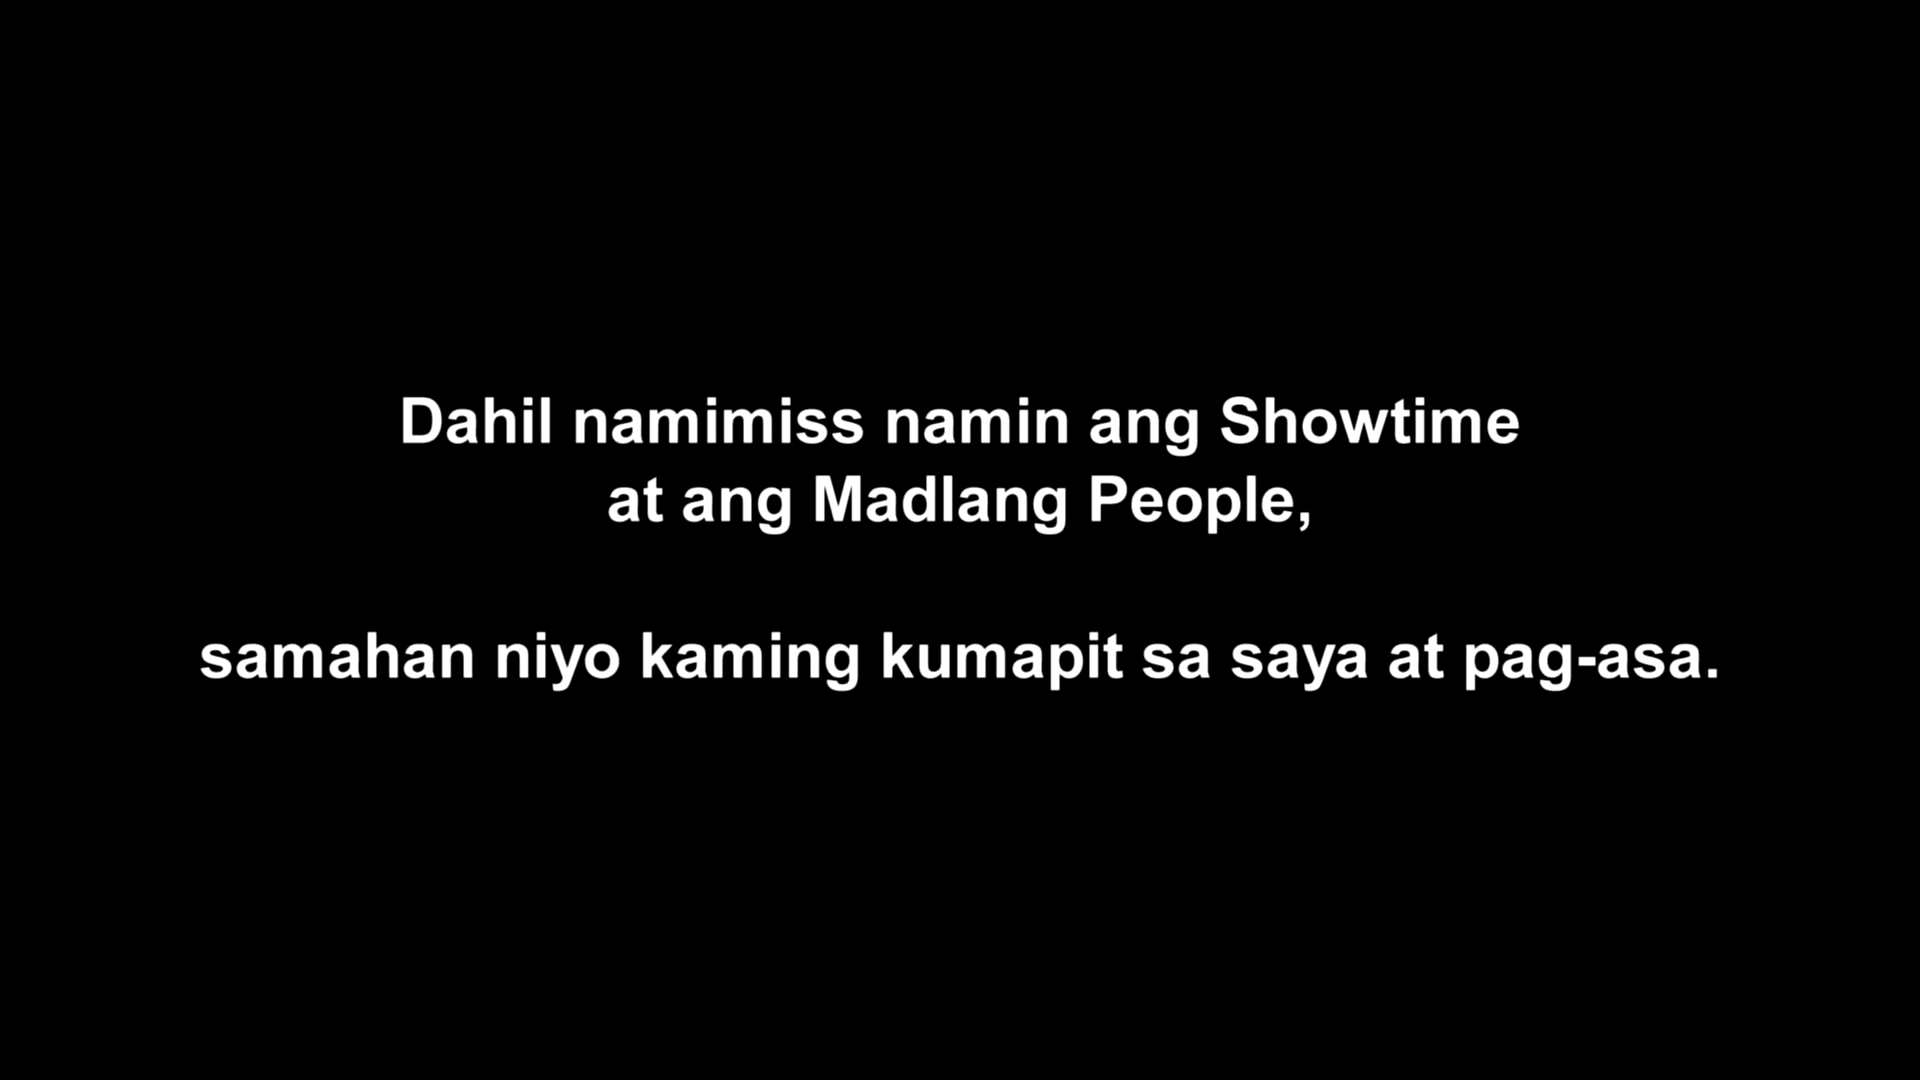 Dahil namimiss namin ang Showtime
at ang Madlang People,
samahan niyo kaming kumapit sa saya at pag-asa.